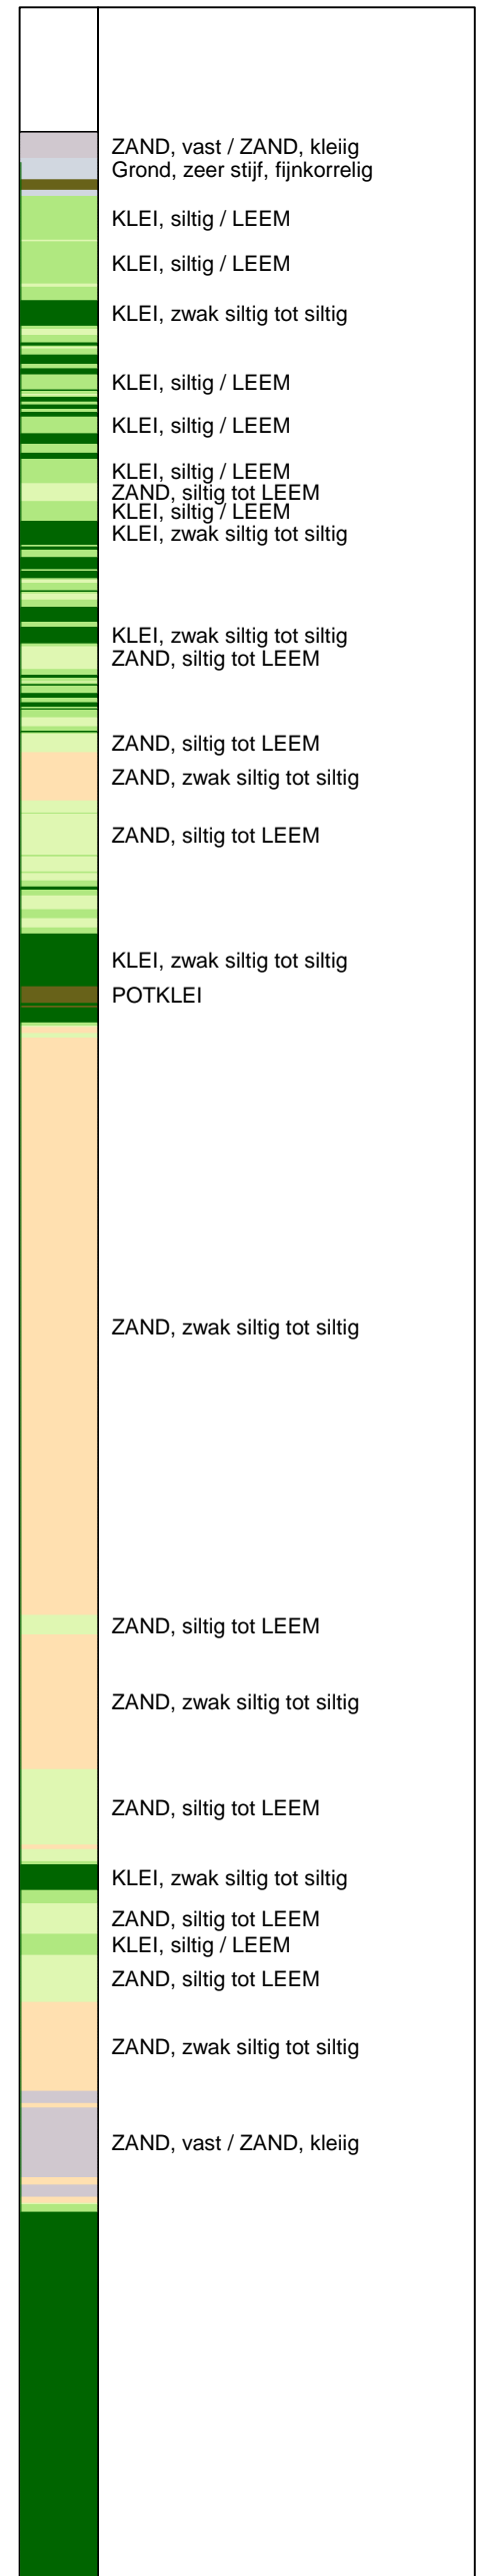 ZAND, vast / ZAND, kleiig
Grond, zeer stijf, fijnkorrelig
KLEI, siltig / LEEM
KLEI, siltig / LEEM
KLEI, zwak siltig tot siltig
KLEI, siltig / LEEM
KLEI, siltig / LEEM
KLEI, siltig / LEEM
ZAND, siltig tot LEEM
KLEI, siltig / LEEM
KLEI, zwak siltig tot siltig
KLEI, zwak siltig tot siltig
ZAND, siltig tot LEEM
ZAND, siltig tot LEEM
ZAND, zwak siltig tot siltig
ZAND, siltig tot LEEM
KLEI, zwak siltig tot siltig
POTKLEI
ZAND, zwak siltig tot siltig
ZAND, siltig tot LEEM
ZAND, zwak siltig tot siltig
ZAND, siltig tot LEEM
KLEI, zwak siltig tot siltig
ZAND, siltig tot LEEM
KLEI, siltig / LEEM
ZAND, siltig tot LEEM
ZAND, zwak siltig tot siltig
ZAND, vast / ZAND, kleiig